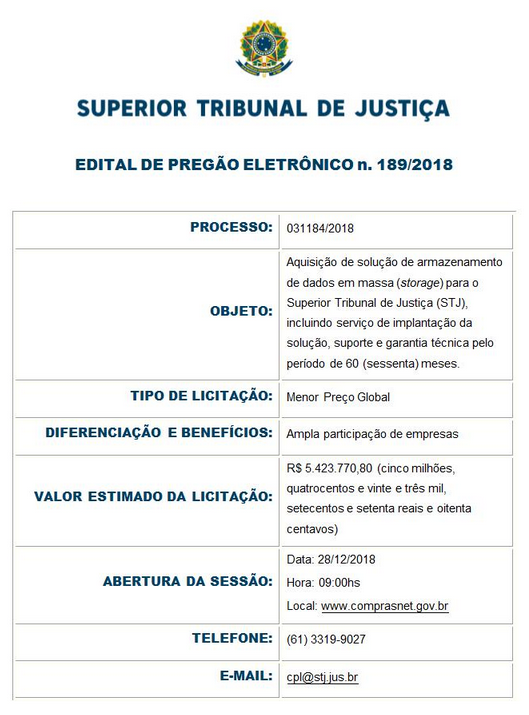 SUPERIOR TRIBUNAL DE JUSTIÇA
EDITAL DE PREGÃO ELETRÔNICO n. 189/2018
PROCESSO: 031184/2018
OBJETO: Aquisição de solução de armazenamento
de dados em massa (storage) para o
Superior Tribunal de Justiça (STJ),
incluindo serviço de implantação da
solução, suporte e garantia técnica pelo
período de 60 (sessenta) meses.
TIPO DE LICITAÇÃO: Menor Preço Global
DIFERENCIAÇÃO E BENEFÍCIOS: Ampla participação de empresas
VALOR ESTIMADO DA LICITAÇÃO: R$ 5.423.770,80 (cinco milhões,
quatrocentos e vinte e três mil,
setecentos e setenta reais e oitenta
centavos)
ABERTURA DA SESSÃO: Data: 28/12/2018
Hora: 09:00hs
Local: www.comprasnet.gov.br
TELEFONE: (61) 3319-9027
E-MAIL: cpl@stj.jus.br